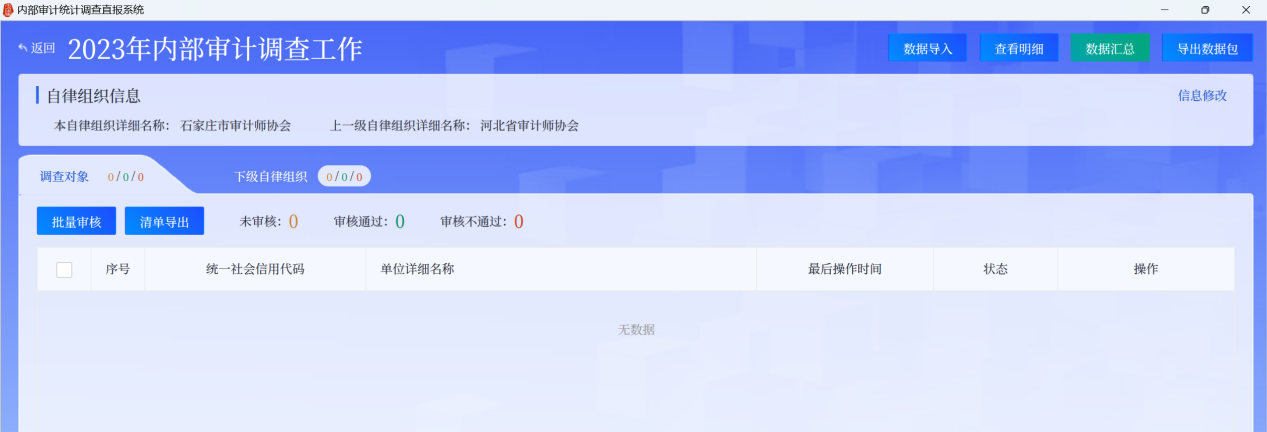 内部审计统计调查直报系统
返回 2023年内部审计调查工作 数据导入 查看明细 数据汇总 导出数据包
自律组织信息 信息修改
本自律组织详细名称： 石家庄市审计师协会 上一级自律组织详细名称： 河北省审计师协会
调查对象 0/0/0 下级自律组织 0/0/0
批量审核 清单导出 未审核：0 审核通过：0 审核不通过：0
序号 统一社会信用代码 单位详细名称 最后操作时间 状态 操作
无数据